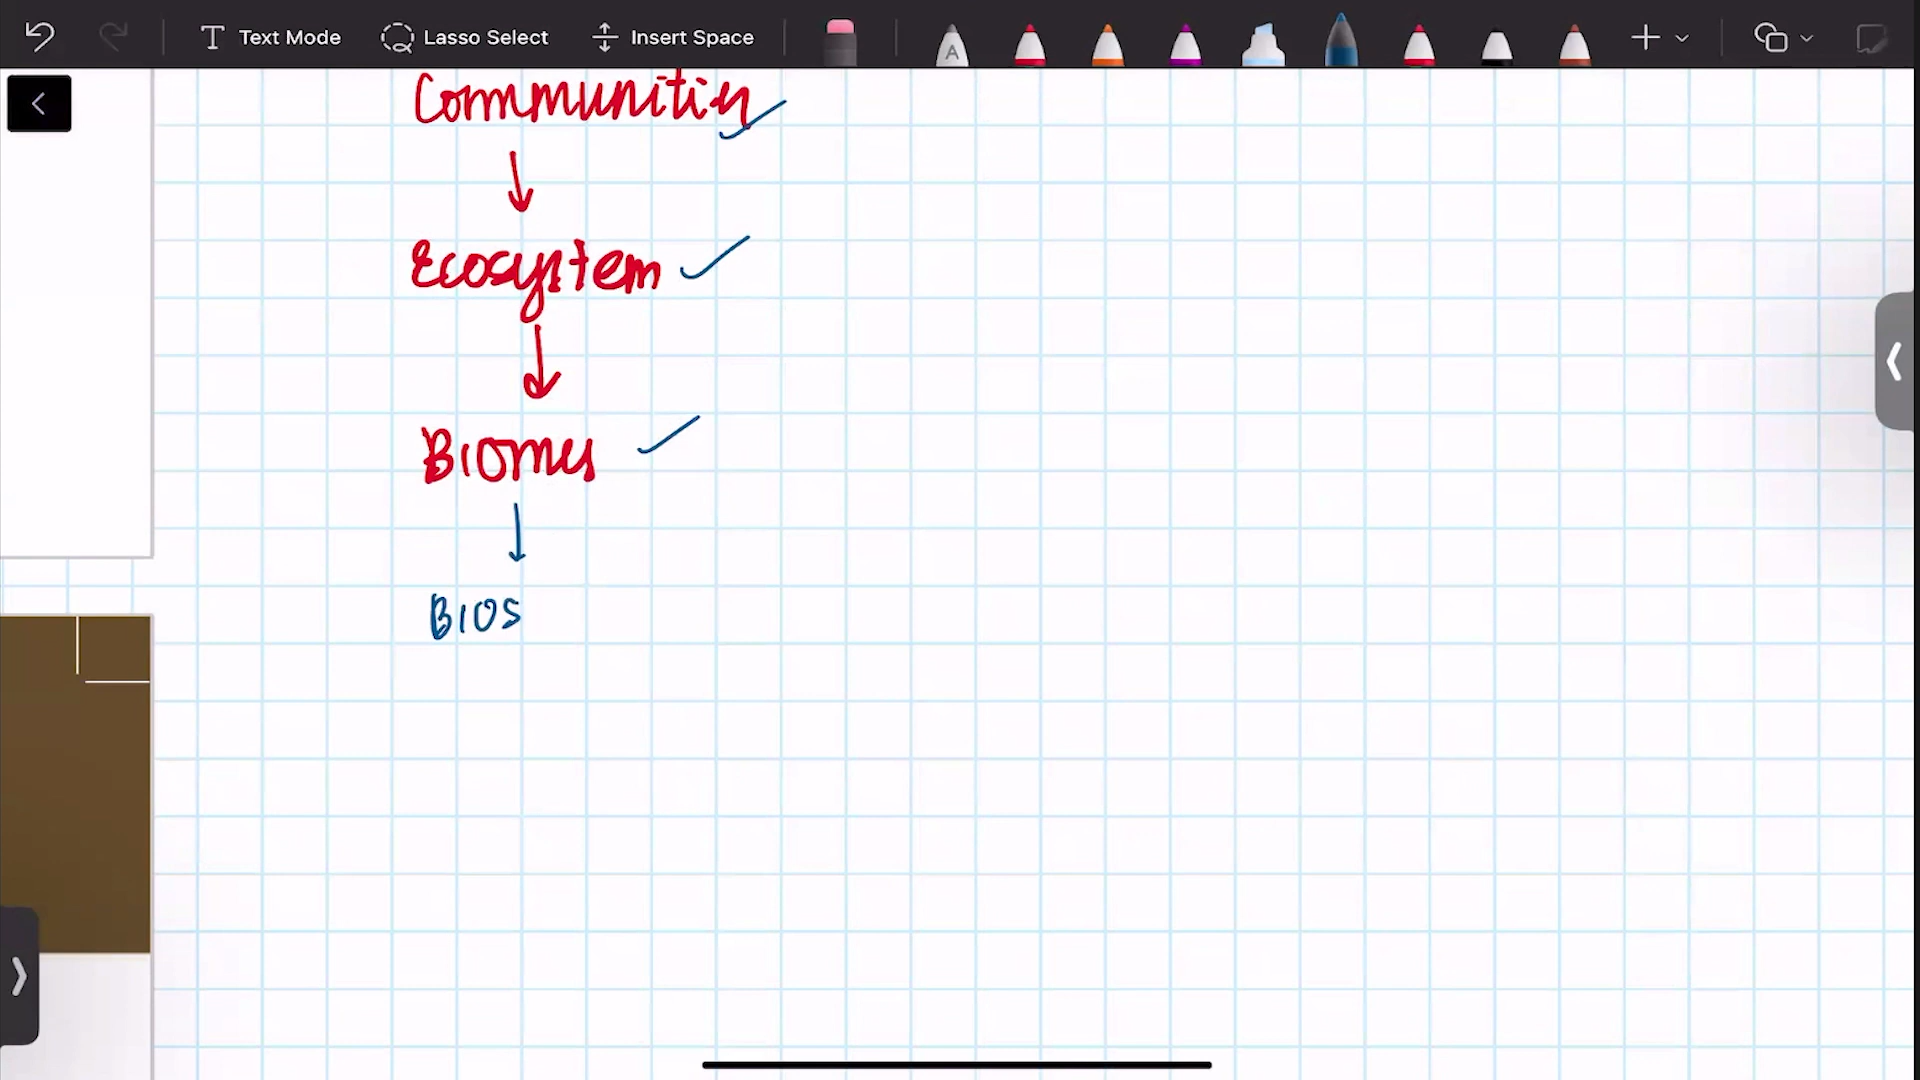 Text Mode Lasso Select Insert Space A
Communities
Ecosystem
Biomes
Bios